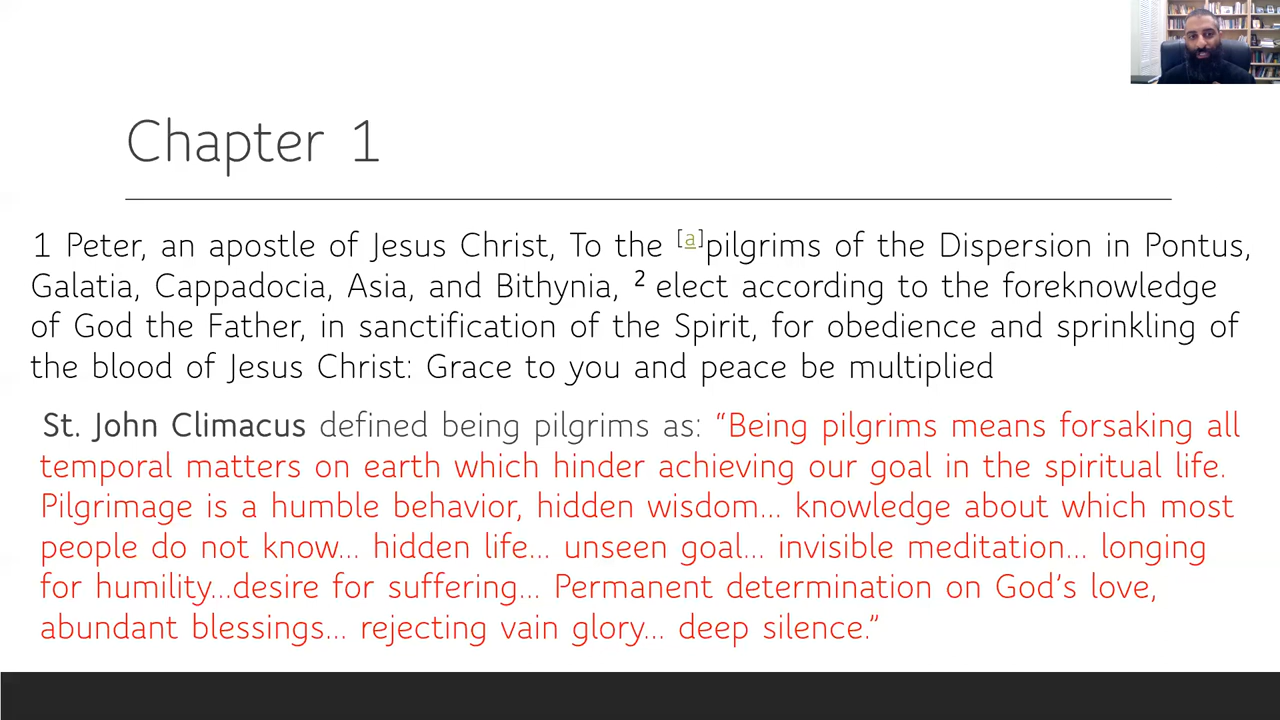 Chapter 1
1 Peter, an apostle of Jesus Christ, To the [a]pilgrims of the Dispersion in Pontus,
Galatia, Cappadocia, Asia, and Bithynia, ² elect according to the foreknowledge
of God the Father, in sanctification of the Spirit, for obedience and sprinkling of
the blood of Jesus Christ: Grace to you and peace be multiplied
St. John Climacus defined being pilgrims as: “Being pilgrims means forsaking all
temporal matters on earth which hinder achieving our goal in the spiritual life.
Pilgrimage is a humble behavior, hidden wisdom... knowledge about which most
people do not know... hidden life... unseen goal... invisible meditation... longing
for humility...desire for suffering... Permanent determination on God’s love,
abundant blessings... rejecting vain glory... deep silence.”